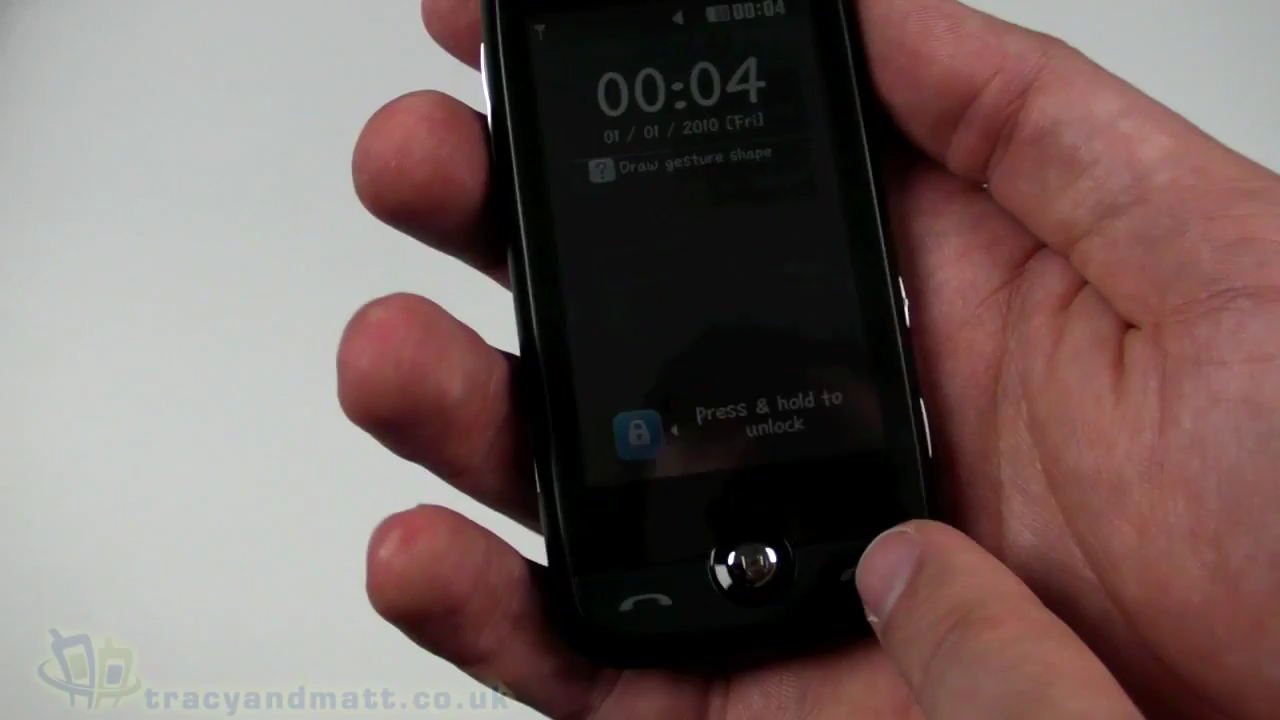 00:04
00:04
01 / 01 / 2010 [Fri]
? Draw gesture shape
Press & hold to
unlock
tracyandmatt.co.uk